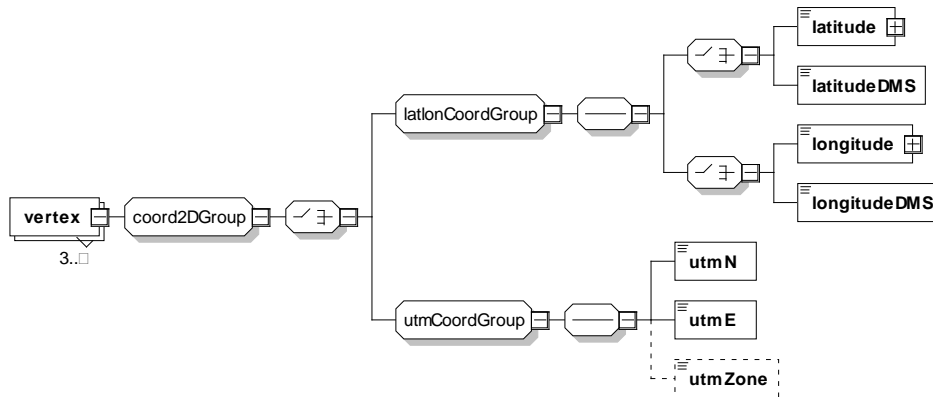 latitude
latitudeDMS
latlonCoordGroup
longitude
longitudeDMS
vertex
coord2DGroup
3..□
utmN
utmCoordGroup
utmE
utmZone